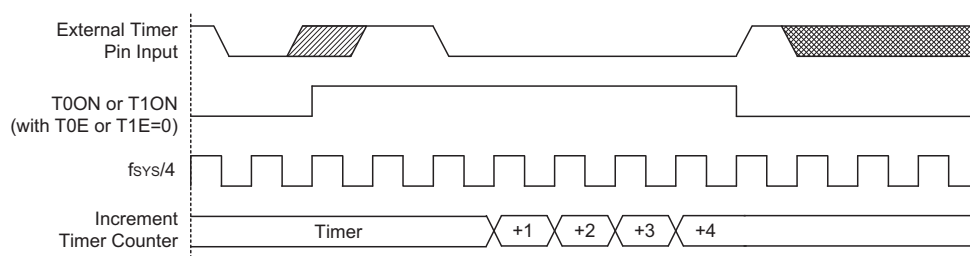 External Timer
Pin Input
T0ON or T1ON
(with T0E or T1E=0)
fSYS/4
Increment
Timer Counter
Timer
+1
+2
+3
+4